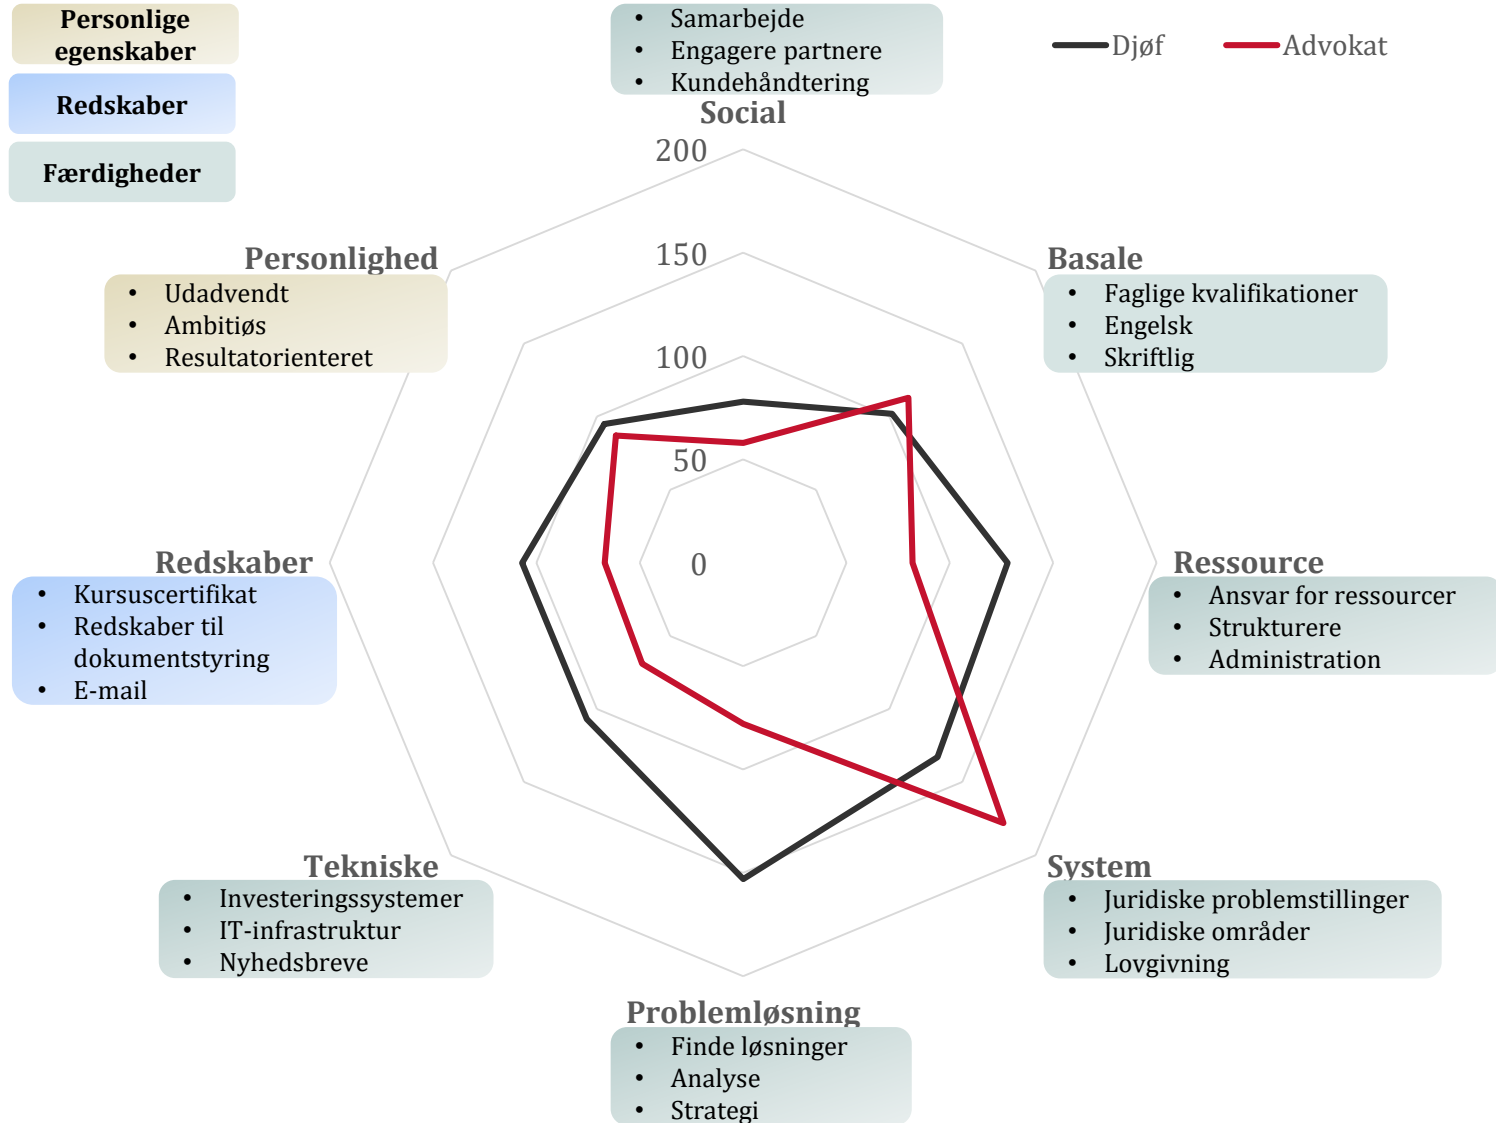 Personlige
egenskaber
Redskaber
Færdigheder
• Samarbejde
• Engagere partnere
• Kundehåndtering
Djøf
Advokat
Social
200
150
100
50
0
Personlighed
• Udadvendt
• Ambitiøs
• Resultatorienteret
Basale
• Faglige kvalifikationer
• Engelsk
• Skriftlig
Redskaber
• Kursuscertifikat
• Redskaber til
dokumentstyring
• E-mail
Ressource
• Ansvar for ressourcer
• Strukturere
• Administration
Tekniske
• Investeringssystemer
• IT-infrastruktur
• Nyhedsbreve
System
• Juridiske problemstillinger
• Juridiske områder
• Lovgivning
Problemløsning
• Finde løsninger
• Analyse
• Strategi